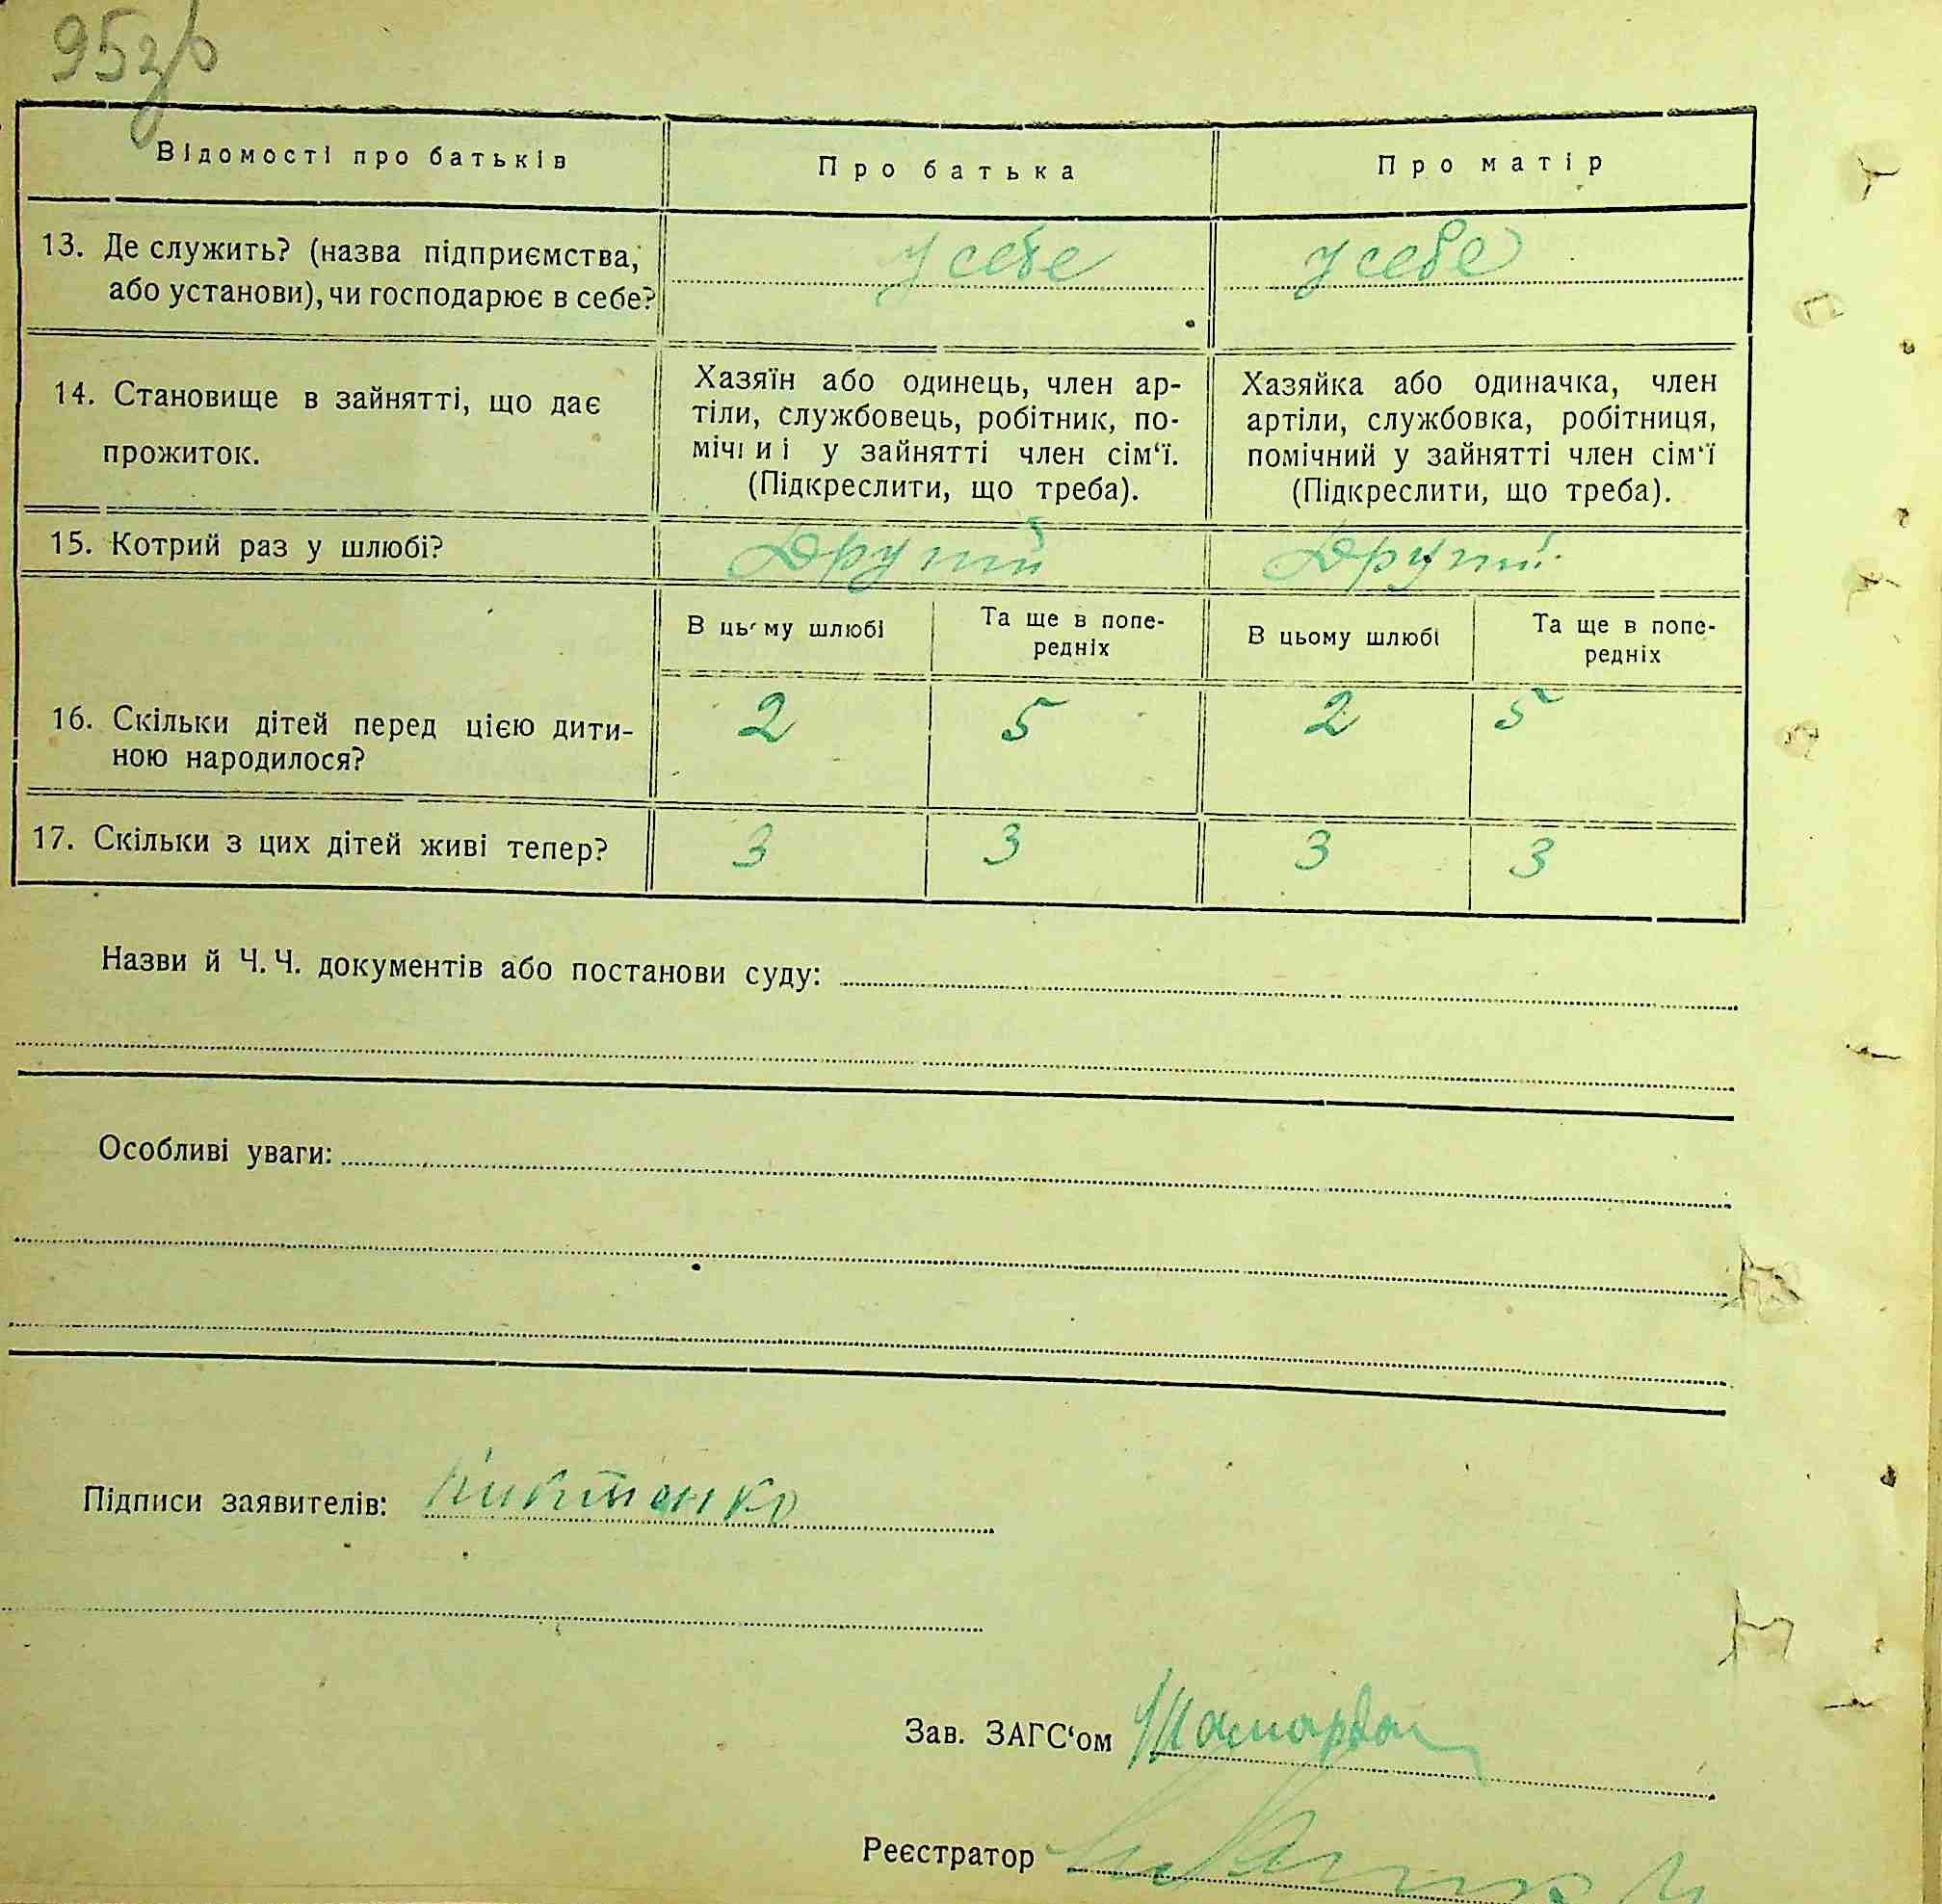 95зр
Відомості про батьків Про батька Про матір
13. Де служить? (назва підприємства, у себе у себе
або установи), чи господарює в себе?
14. Становище в зайнятті, що дає
прожиток.
Хазяїн або одинець, член ар-
тіли, службовець, робітник, по-
мічний у зайнятті член сім‘ї.
(Підкреслити, що треба).
Хазяйка або одиначка, член
артіли, службовка, робітниця,
помічний у зайнятті член сім‘ї
(Підкреслити, що треба).
15. Котрий раз у шлюбі? Другий Другий
В цьому шлюбі Та ще в попе-
редніх
В цьому шлюбі Та ще в попе-
редніх
16. Скільки дітей перед цією дити- 2 5 2 5
ною народилося?
17. Скільки з цих дітей живі тепер? 3 3 3 3
Назви й Ч.Ч. документів або постанови суду:
Особливі уваги:
Підписи заявителів: Никитенко
Зав. ЗАГС‘ом
Реєстратор